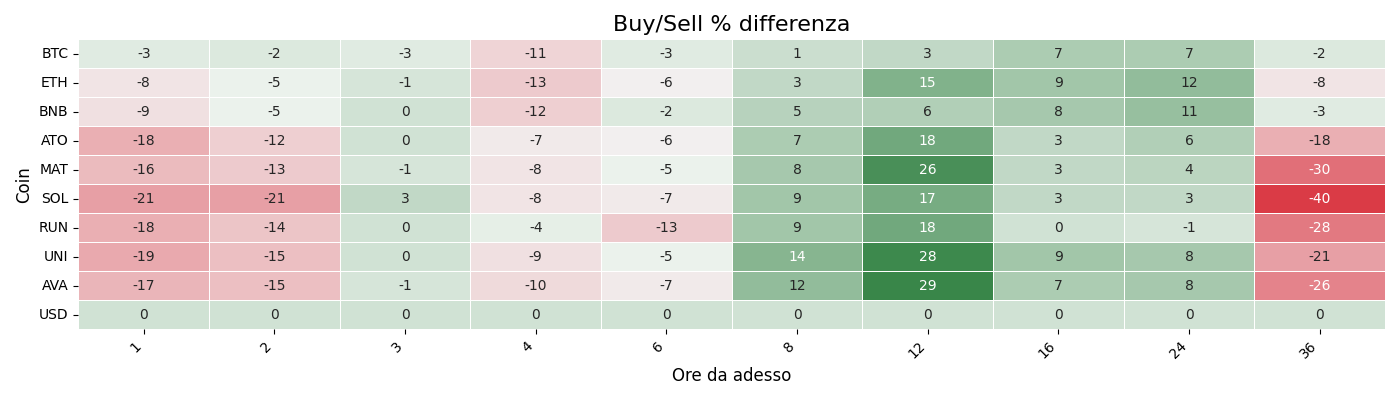 Buy/Sell % differenza
Coin
BTC -3 -2 -3 -11 -3 1 3 7 7 -2
ETH -8 -5 -1 -13 -6 3 15 9 12 -8
BNB -9 -5 0 -12 -2 5 6 8 11 -3
ATO -18 -12 0 -7 -6 7 18 3 6 -18
MAT -16 -13 -1 -8 -5 8 26 3 4 -30
SOL -21 -21 3 -8 -7 9 17 3 3 -40
RUN -18 -14 0 -4 -13 9 18 0 -1 -28
UNI -19 -15 0 -9 -5 14 28 9 8 -21
AVA -17 -15 -1 -10 -7 12 29 7 8 -26
USD 0 0 0 0 0 0 0 0 0 0
1 2 3 4 6 8 12 16 24 36
Ore da adesso